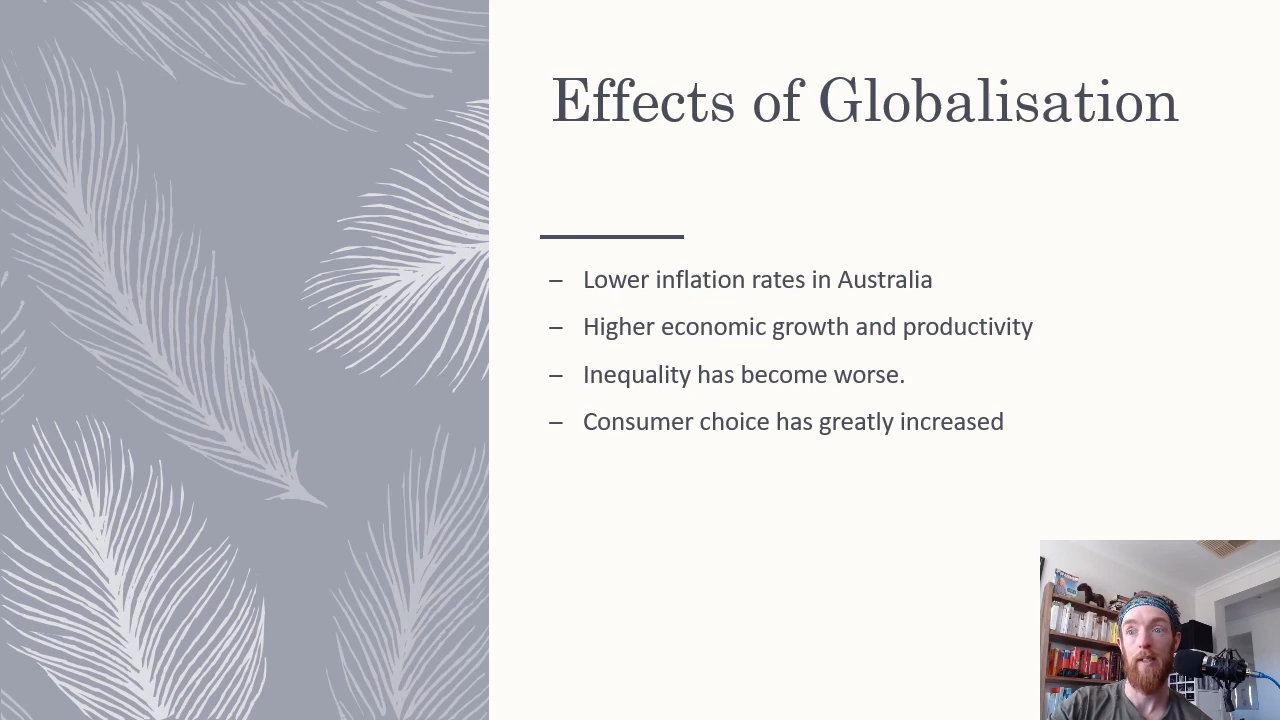 Effects of Globalisation
– Lower inflation rates in Australia
– Higher economic growth and productivity
– Inequality has become worse.
– Consumer choice has greatly increased